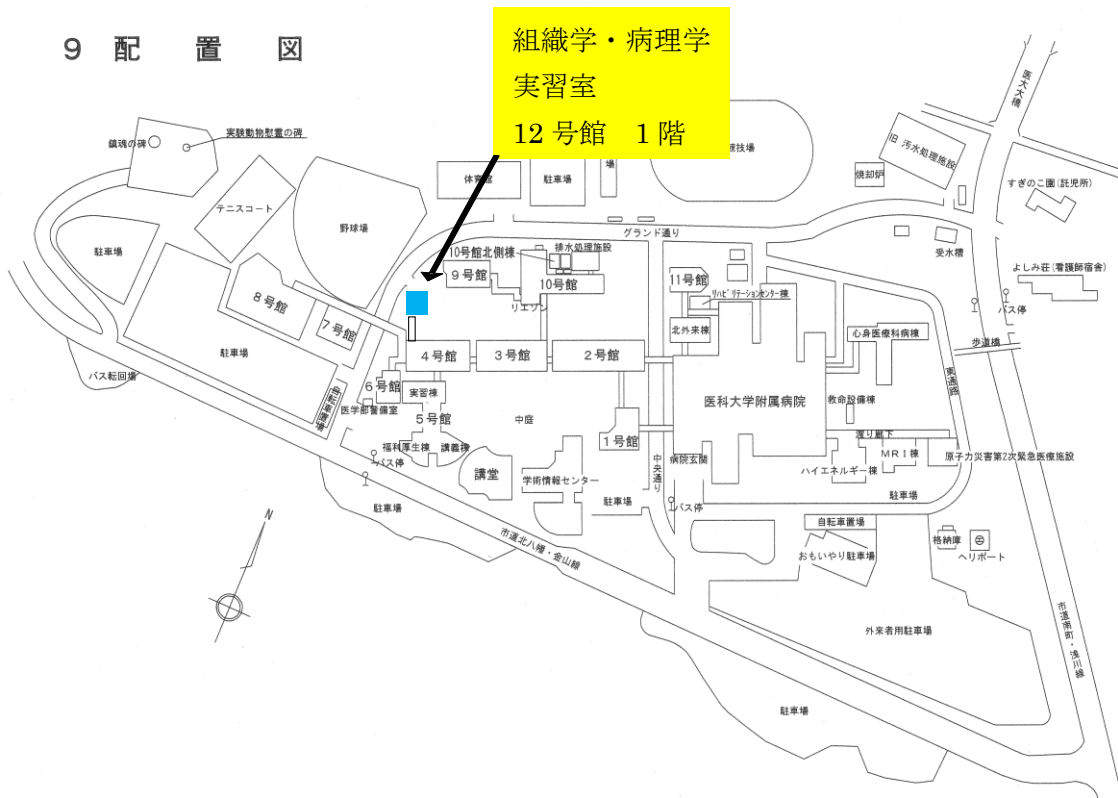 ９ 配 置 図
組織学・病理学
実習室
12 号館 １階
医大大橋
実験動物慰霊の碑
鎮魂の碑
体育館
駐車場
場
競技場
旧 汚水処理施設
焼却炉
すぎのこ園(託児所)
テニスコート
野球場
グランド通り
駐車場
10号館北側棟
排水処理施設
受水槽
よしみ荘(看護師宿舎)
９号館
10号館
11号館
リハビリテーションセンター棟
８号館
リエゾン
バス停
７号館
北外来棟
心身医療科病棟
歩道橋
駐車場
４号館
３号館
２号館
東通路
バス転回場
６号館
実習棟
医科大学附属病院
救命設備棟
自転車置場
医学部警備室
５号館
中庭
１号館
渡り廊下
福利厚生棟
講義棟
ＭＲＩ棟
原子力災害第2次緊急医療施設
バス停
講堂
学術情報センター
中央通り
病院玄関
ハイエネルギー棟
駐車場
駐車場
バス停
駐車場
自転車置場
市道北八幡・金山線
おもいやり駐車場
格納庫
ヘリポート
N
Ⓗ
外来者用駐車場
市道南町・浅川線
駐車場